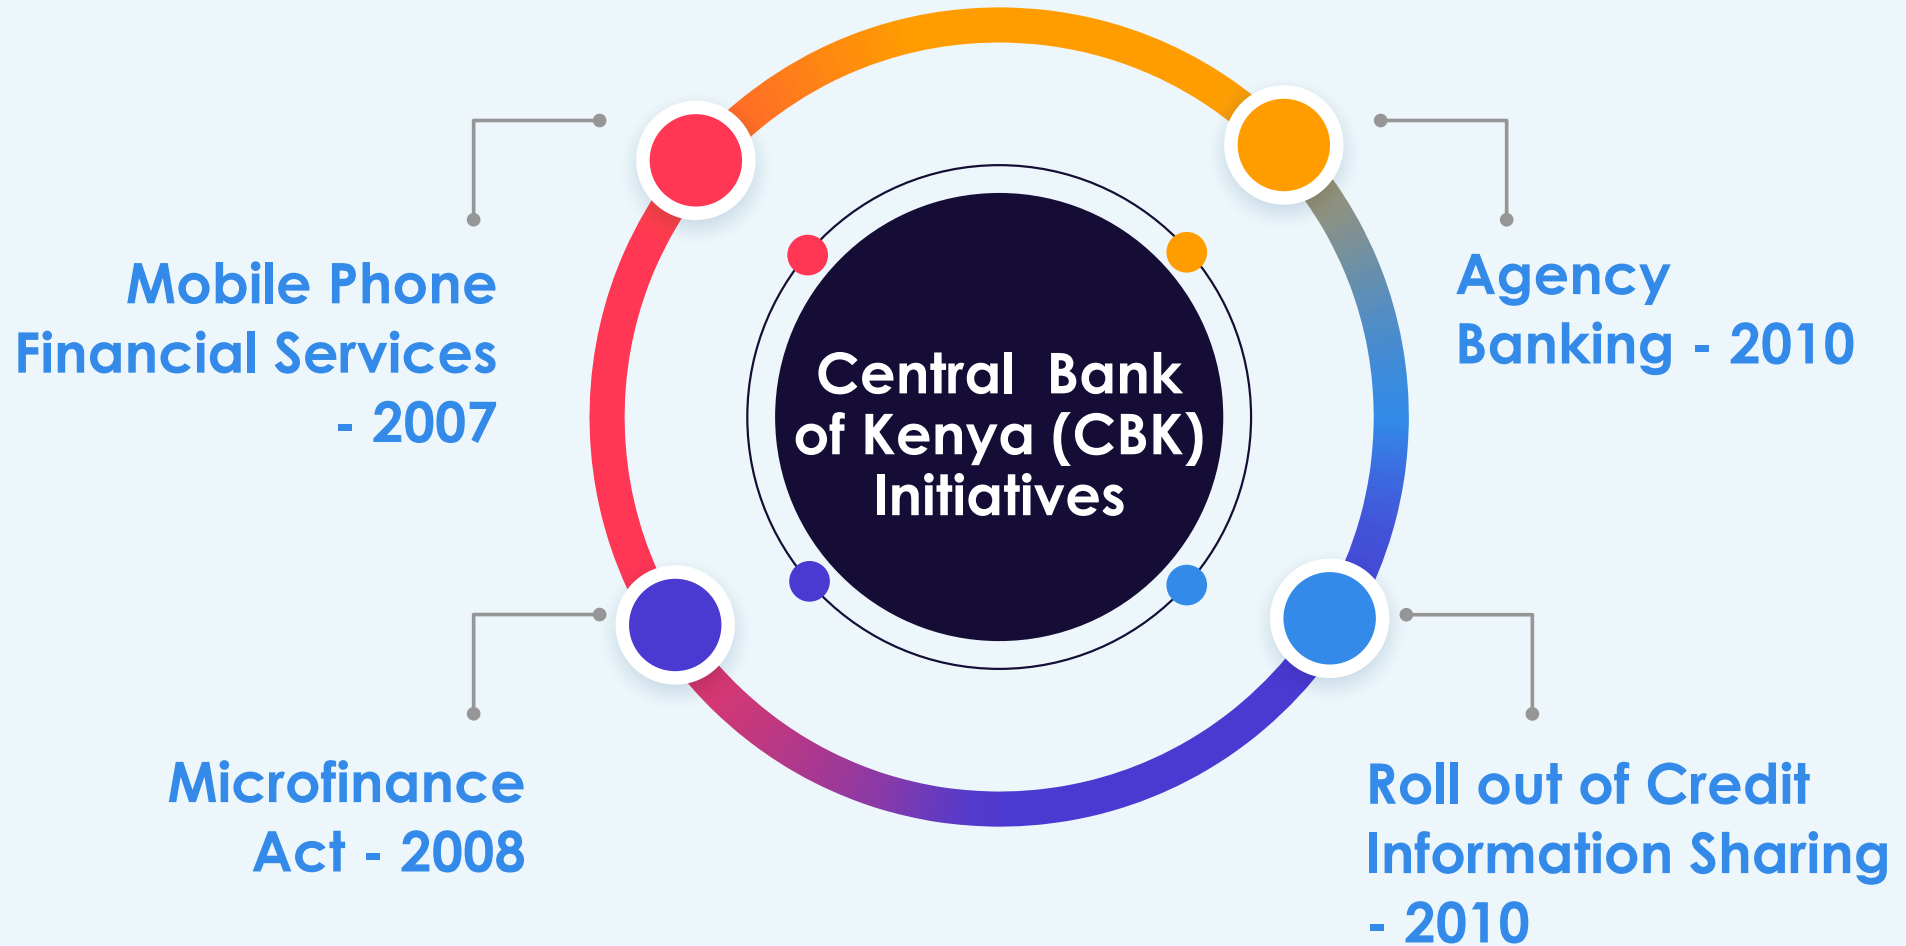 Mobile Phone
Financial Services
- 2007
Agency
Banking - 2010
Central Bank
of Kenya (CBK)
Initiatives
Microfinance
Act - 2008
Roll out of Credit
Information Sharing
- 2010